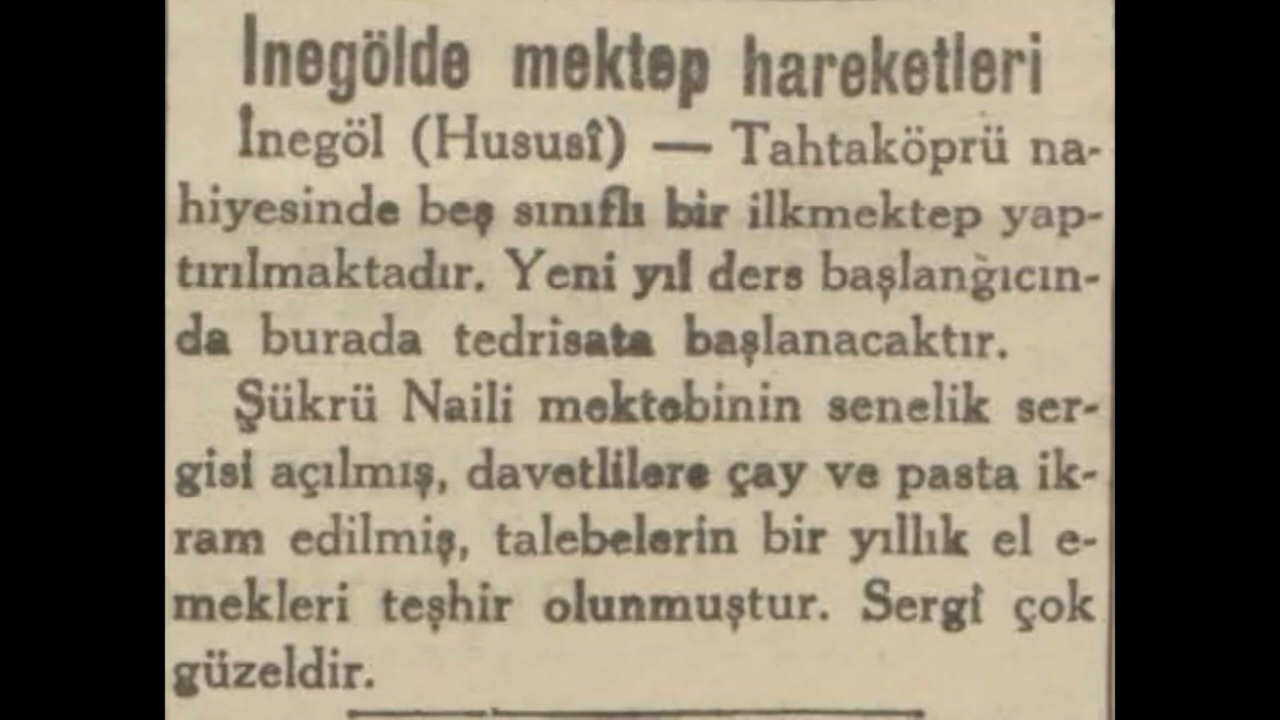 İnegölde mektep hareketleri
İnegöl (Hususî) — Tahtaköprü na-
hiyesinde beş sınıflı bir ilkmektep yap-
tırılmaktadır. Yeni yıl ders başlangıcın-
da burada tedrisata başlanacaktır.
Şükrü Naili mektebinin senelik ser-
gisi açılmış, davetlilere çay ve pasta ik-
ram edilmiş, talebelerin bir yıllık el e-
mekleri teşhir olunmuştur. Sergi çok
güzeldir.